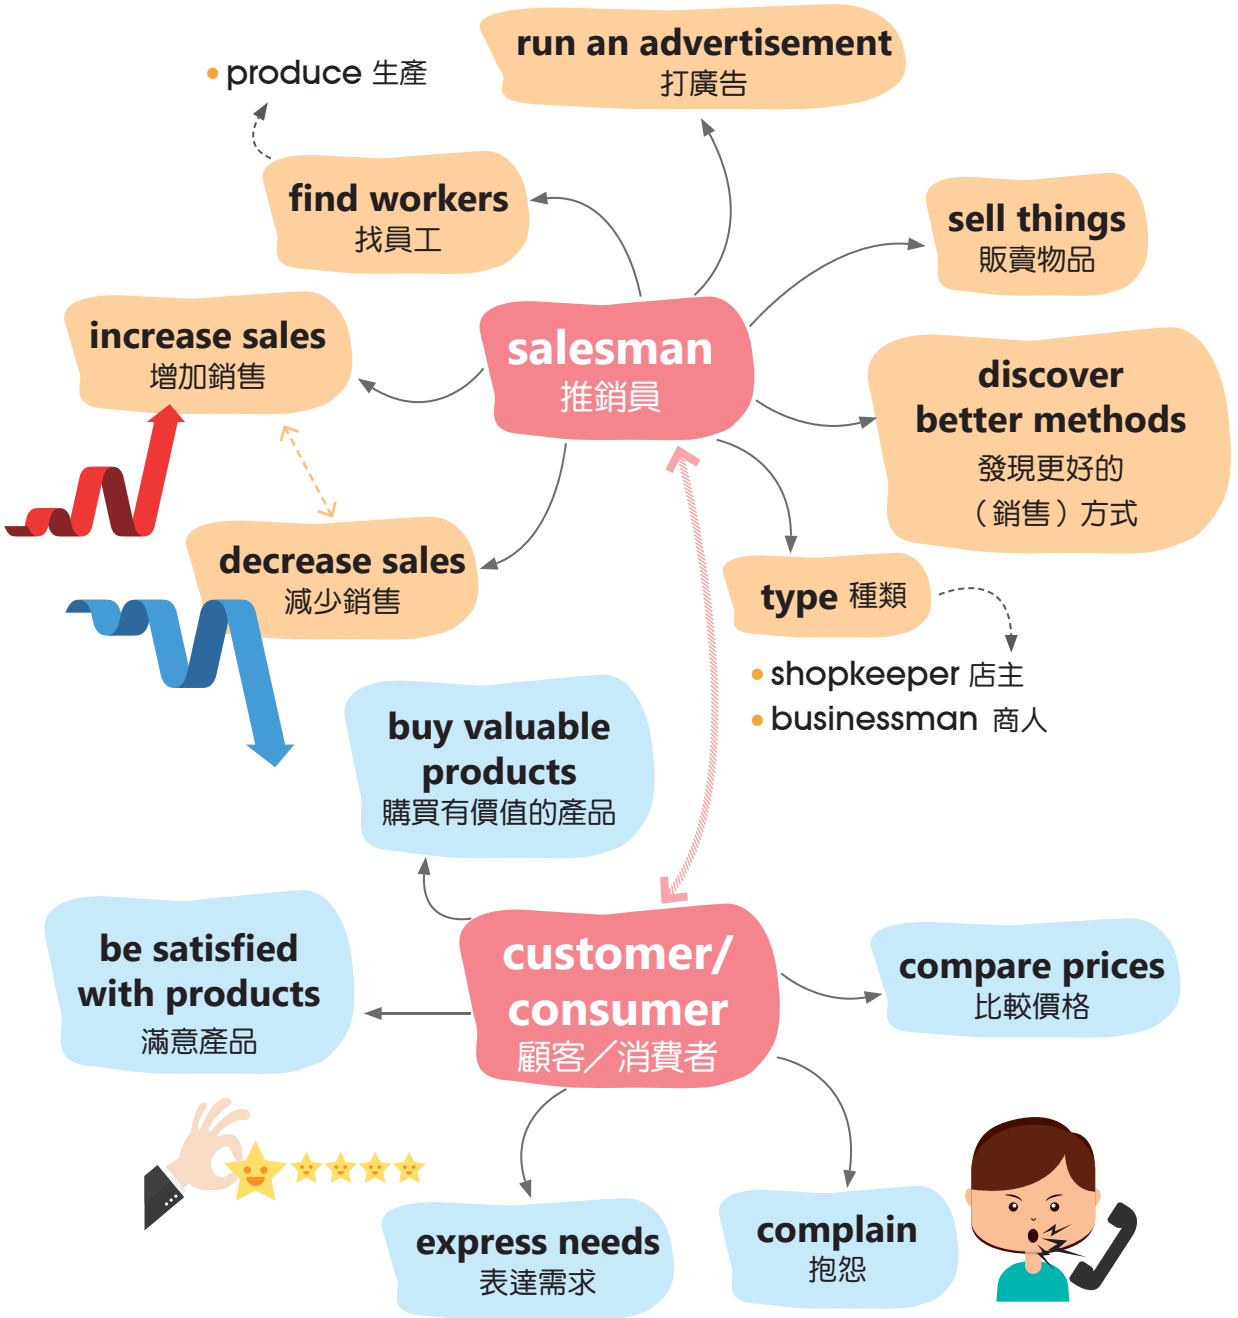 run an advertisement
打廣告
produce 生產
find workers
找員工
sell things
販賣物品
increase sales
增加銷售
salesman
推銷員
discover
better methods
發現更好的
（銷售）方式
decrease sales
減少銷售
type 種類
shopkeeper 店主
businessman 商人
buy valuable
products
購買有價值的產品
customer/
consumer
顧客／消費者
be satisfied
with products
滿意產品
compare prices
比較價格
express needs
表達需求
complain
抱怨